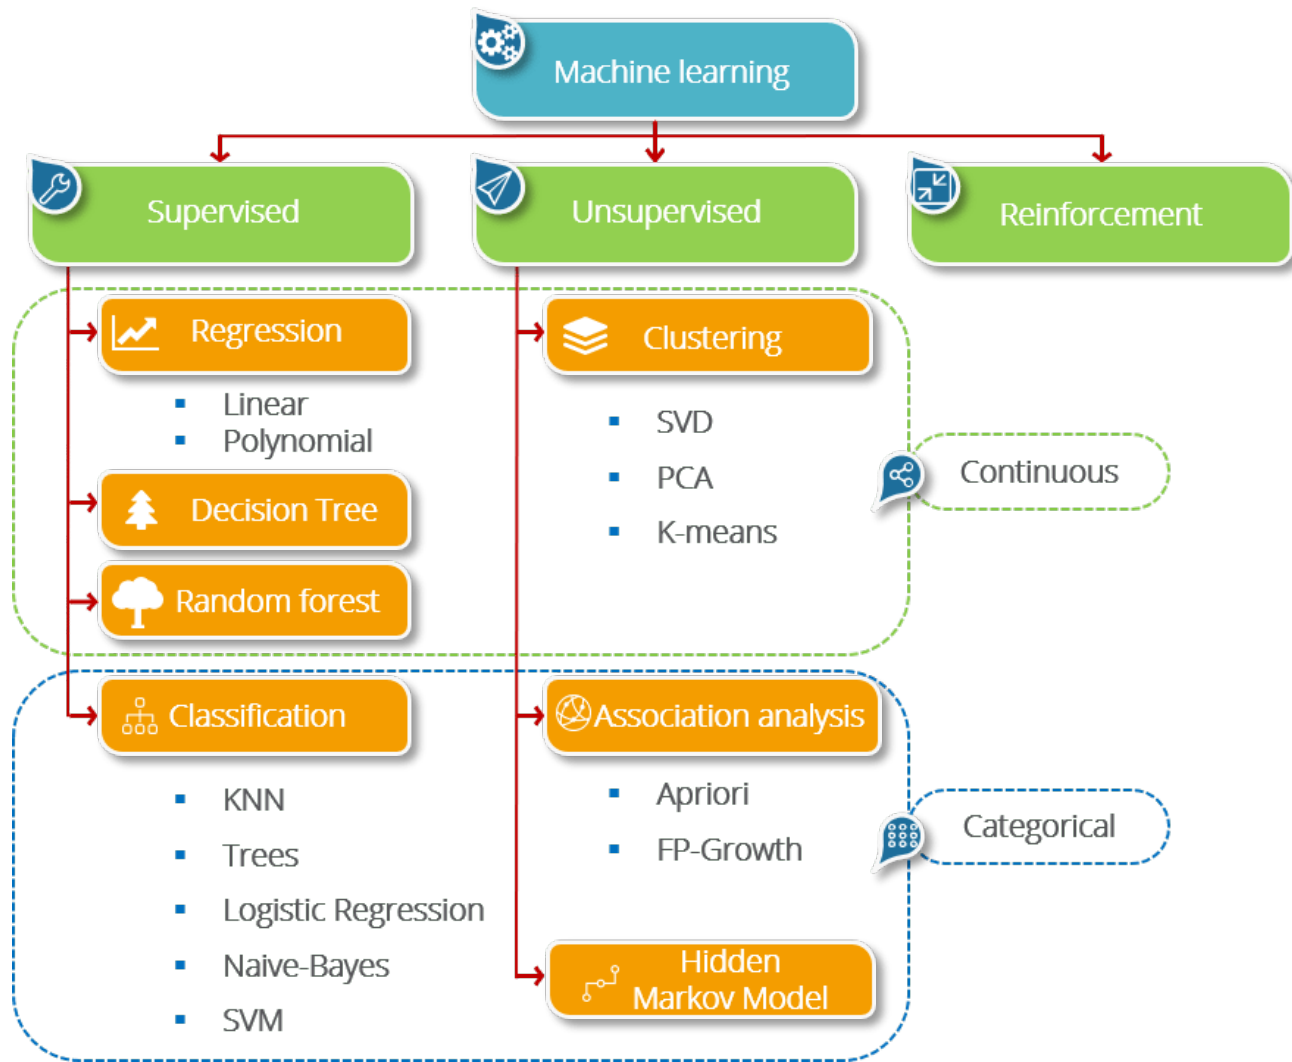 Machine learning
Supervised
Unsupervised
Reinforcement
Regression
Linear
Polynomial
Decision Tree
Random forest
Clustering
SVD
PCA
K-means
Continuous
Classification
KNN
Trees
Logistic Regression
Naive-Bayes
SVM
Association analysis
Apriori
FP-Growth
Hidden
Markov Model
Categorical